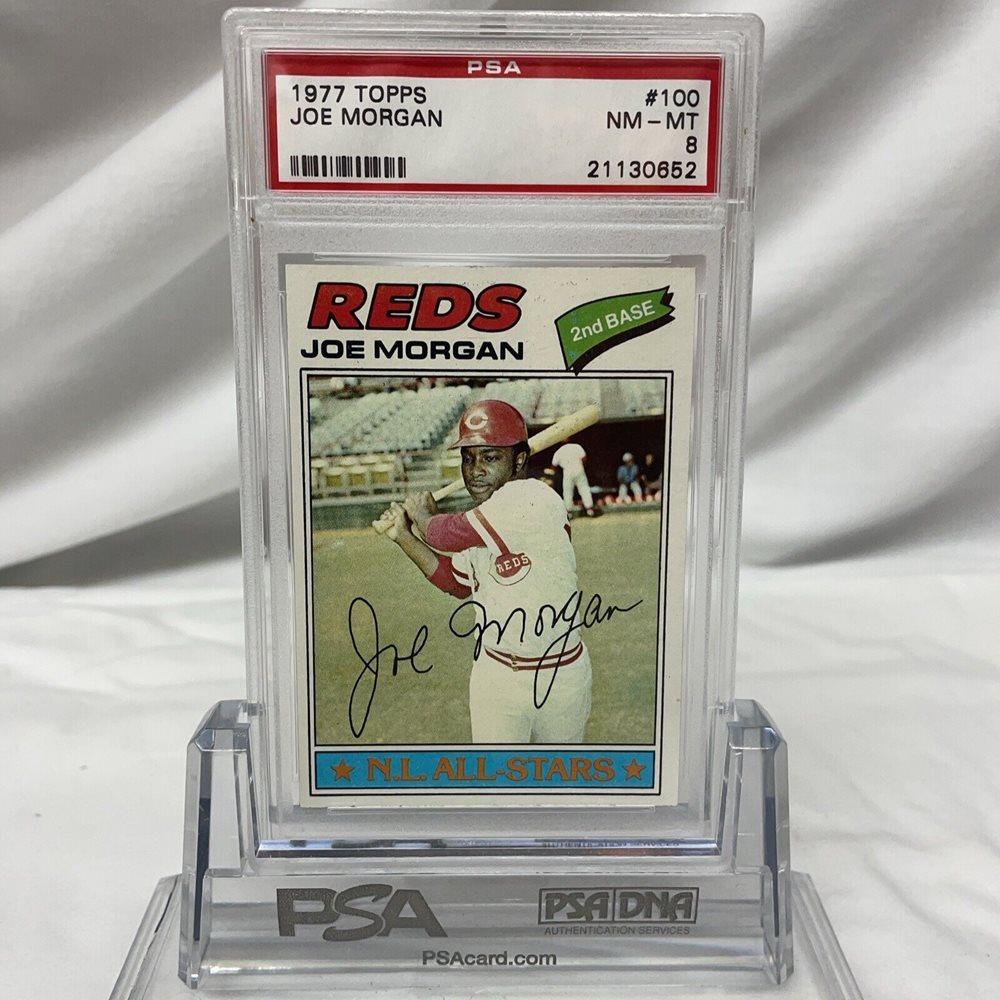 PSA
1977 TOPPS #100
JOE MORGAN NM-MT
8
21130652
REDS
JOE MORGAN
2nd BASE
C
REDS
Joe Morgan
★ N.L. ALL-STARS ★
PSA
PSA DNA
AUTHENTICATION SERVICES
PSAcard.com